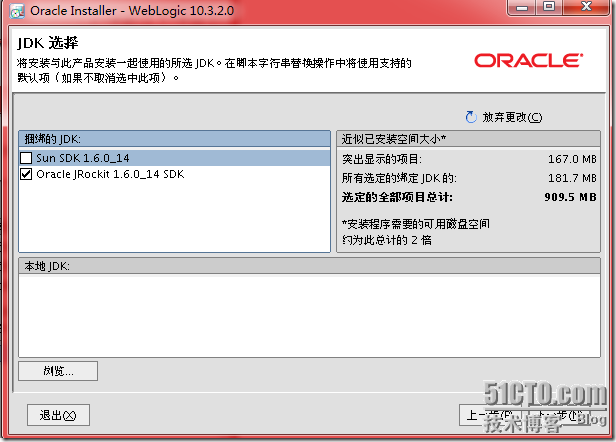 Oracle Installer - WebLogic 10.3.2.0
JDK 选择
将安装与此产品安装一起使用的所选 JDK。在脚本字符串替换操作中将使用支持的
默认项（如果不取消选中此项）。
ORACLE
放弃更改(C)
捆绑的 JDK:
Sun SDK 1.6.0_14
Oracle JRockit 1.6.0_14 SDK
近似已安装空间大小*
突出显示的项目: 167.0 MB
所有选定的绑定 JDK 的: 181.7 MB
选定的全部项目总计: 909.5 MB
*安装程序需要的可用磁盘空间
约为此总计的 2 倍
本地 JDK:
浏览...
退出(X)
上一步(P)
下一步(N)
51CTO.com
技术博客 Blog